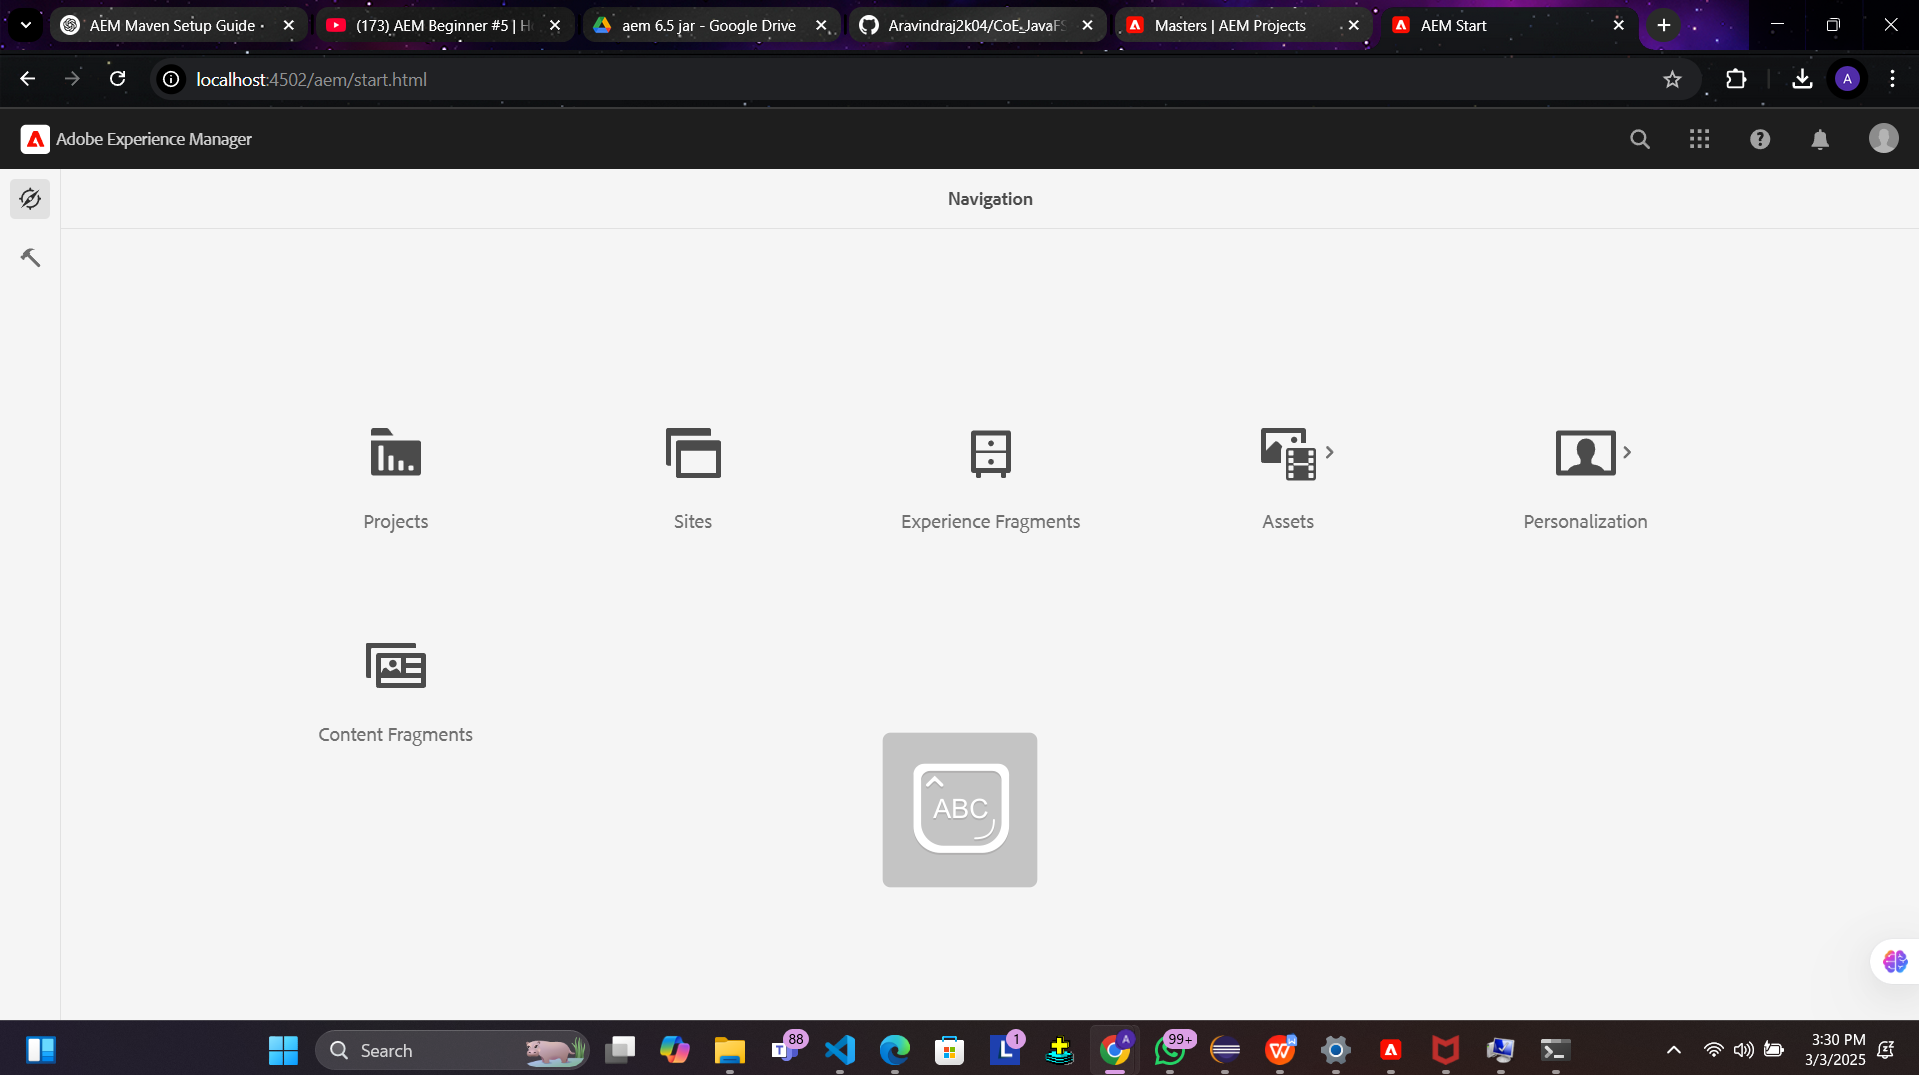 AEM Maven Setup Guide
(173) AEM Beginner #5 | H
aem 6.5 jar - Google Drive
Aravindraj2k04/CoE_JavaFS
Masters | AEM Projects
AEM Start
localhost:4502/aem/start.html
A
Adobe Experience Manager
Navigation
Projects
Sites
Experience Fragments
Assets
Personalization
Content Fragments
ABC
Search
88
1
A
99+
3:30 PM
3/3/2025